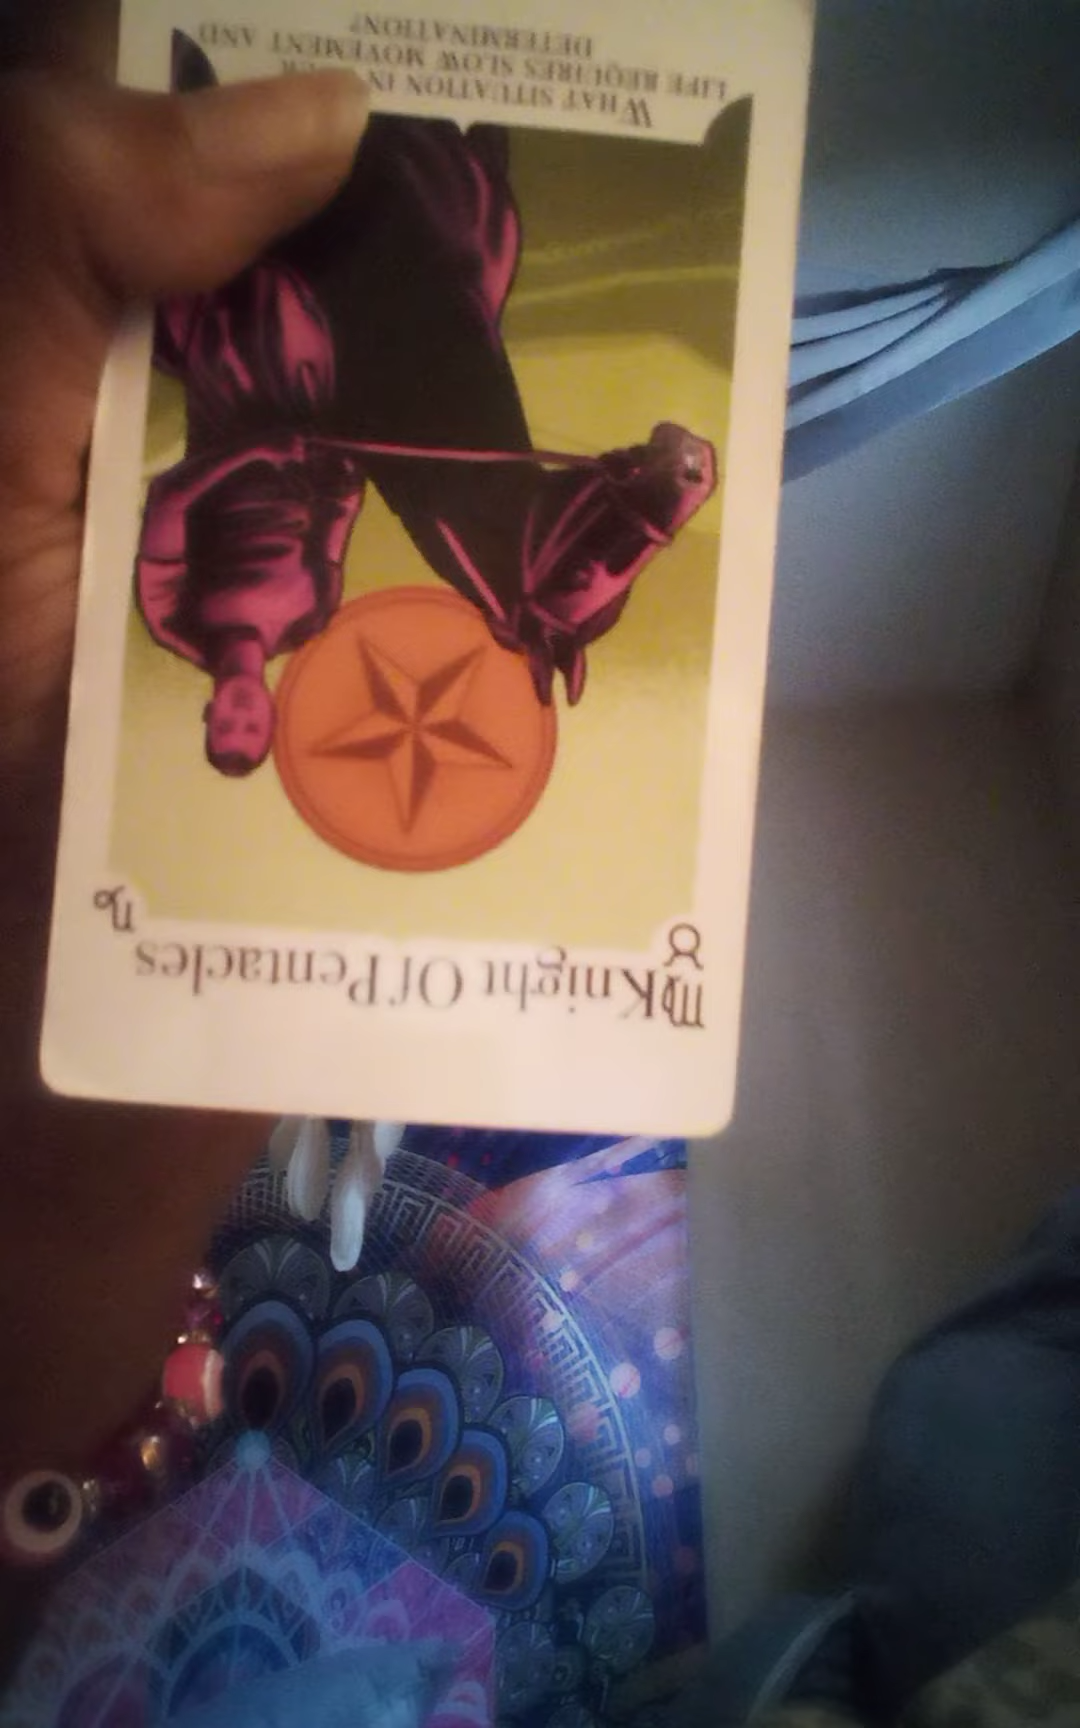 Knight Of Pentacles
WHAT SITUATION IN
LIFE REQUIRES SLOW MOVEMENT AND
DETERMINATION?